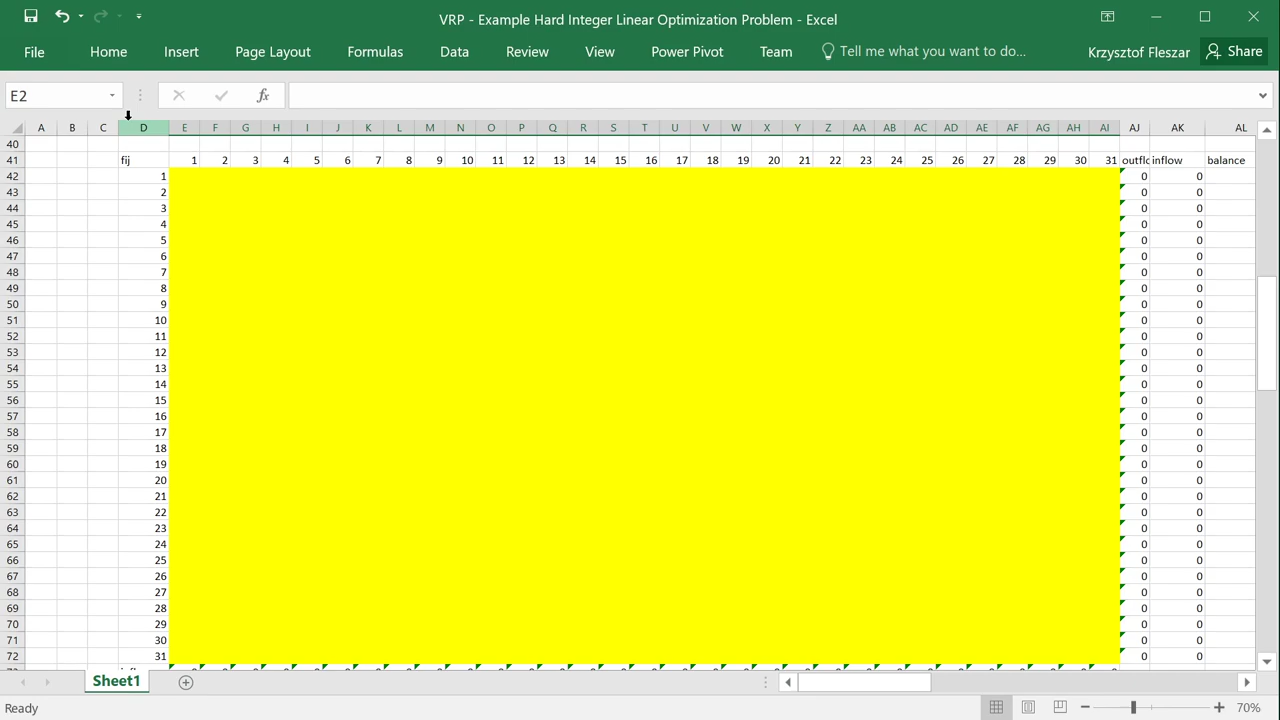 VRP - Example Hard Integer Linear Optimization Problem - Excel
File Home Insert Page Layout Formulas Data Review View Power Pivot Team Tell me what you want to do... Krzysztof Fleszar Share
E2 fx
A B C D E F G H I J K L M N O P Q R S T U V W X Y Z AA AB AC AD AE AF AG AH AI AJ AK AL
40
41 fij 1 2 3 4 5 6 7 8 9 10 11 12 13 14 15 16 17 18 19 20 21 22 23 24 25 26 27 28 29 30 31 outflo inflow balance
42 1 0 0
43 2 0 0
44 3 0 0
45 4 0 0
46 5 0 0
47 6 0 0
48 7 0 0
49 8 0 0
50 9 0 0
51 10 0 0
52 11 0 0
53 12 0 0
54 13 0 0
55 14 0 0
56 15 0 0
57 16 0 0
58 17 0 0
59 18 0 0
60 19 0 0
61 20 0 0
62 21 0 0
63 22 0 0
64 23 0 0
65 24 0 0
66 25 0 0
67 26 0 0
68 27 0 0
69 28 0 0
70 29 0 0
71 30 0 0
72 31 0 0
Sheet1
Ready 70%